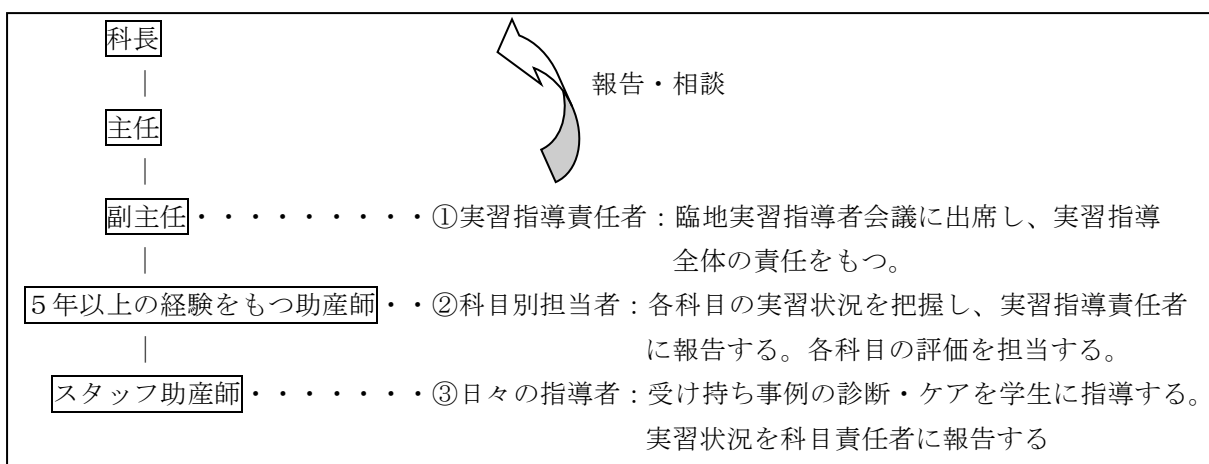 科長
|
報告・相談
主任
|
副主任・・・・・・・・・①実習指導責任者：臨地実習指導者会議に出席し、実習指導
| 全体の責任をもつ。
５年以上の経験をもつ助産師・・②科目別担当者：各科目の実習状況を把握し、実習指導責任者
| に報告する。各科目の評価を担当する。
スタッフ助産師・・・・・・・③日々の指導者：受け持ち事例の診断・ケアを学生に指導する。
実習状況を科目責任者に報告する